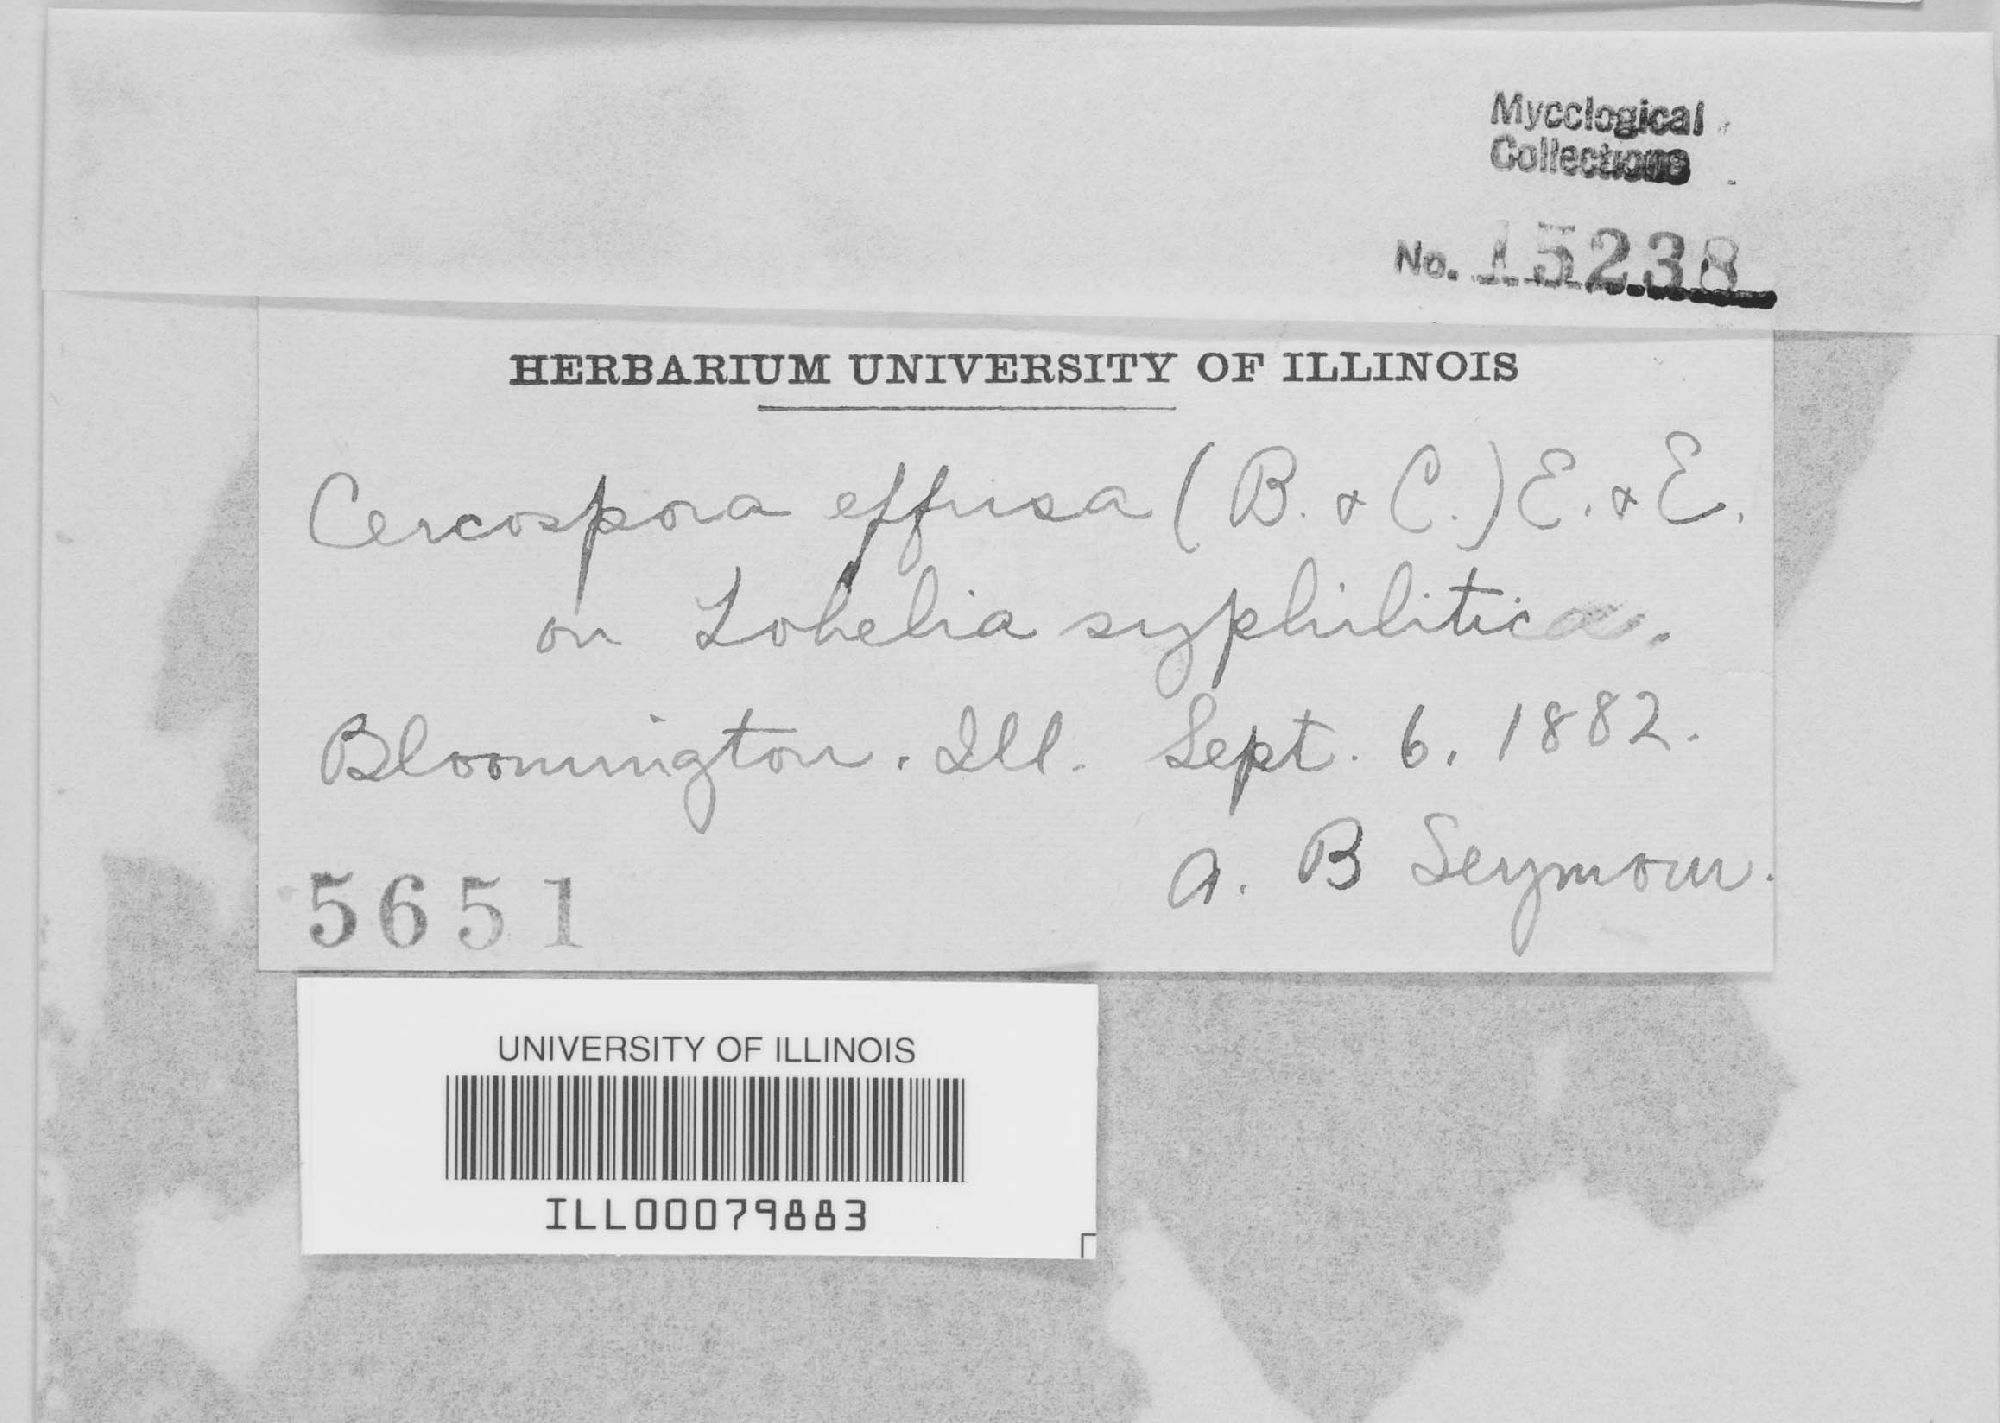 Mycological
Collections
No. 15238
HERBARIUM UNIVERSITY OF ILLINOIS
Cercospora effusa (B. & C.) E. & E.
on Lobelia syphilitica.
Bloomington. Ill. Sept. 6. 1882.
A. B Seymour.
5651
UNIVERSITY OF ILLINOIS
ILL00079883